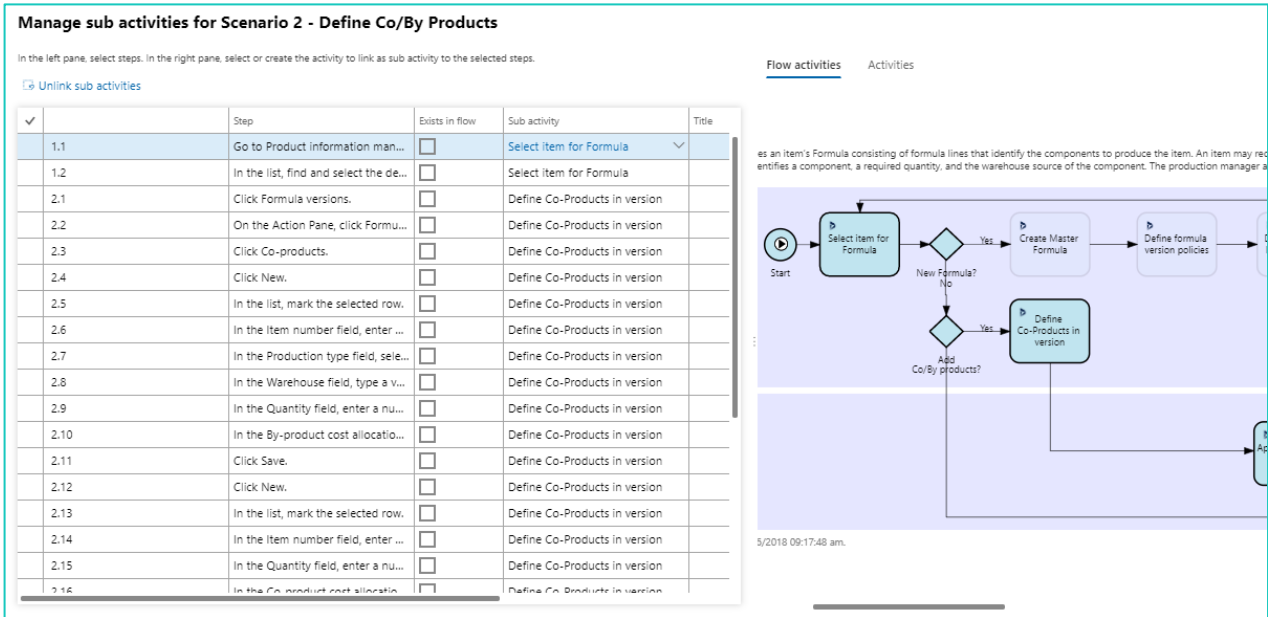 Manage sub activities for Scenario 2 - Define Co/By Products
In the left pane, select steps. In the right pane, select or create the activity to link as sub activity to the selected steps.
Unlink sub activities
Step Exists in flow Sub activity Title
1.1 Go to Product information man... Select item for Formula
1.2 In the list, find and select the de... Select item for Formula
2.1 Click Formula versions. Define Co-Products in version
2.2 On the Action Pane, click Formu... Define Co-Products in version
2.3 Click Co-products. Define Co-Products in version
2.4 Click New. Define Co-Products in version
2.5 In the list, mark the selected row. Define Co-Products in version
2.6 In the Item number field, enter ... Define Co-Products in version
2.7 In the Production type field, sele... Define Co-Products in version
2.8 In the Warehouse field, type a v... Define Co-Products in version
2.9 In the Quantity field, enter a nu... Define Co-Products in version
2.10 In the By-product cost allocatio... Define Co-Products in version
2.11 Click Save. Define Co-Products in version
2.12 Click New. Define Co-Products in version
2.13 In the list, mark the selected row. Define Co-Products in version
2.14 In the Item number field, enter ... Define Co-Products in version
2.15 In the Quantity field, enter a nu... Define Co-Products in version
2.16 In the Co-product cost allocatio... Define Co-Products in version
Flow activities Activities
es an item's Formula consisting of formula lines that identify the components to produce the item. An item may req
entifies a component, a required quantity, and the warehouse source of the component. The production manager a
Start
Select item for
Formula
New Formula?
No
Yes
Create Master
Formula
Define formula
version policies
Add
Co/By products?
Yes
Define
Co-Products in
version
Ap
5/2018 09:17:48 am.